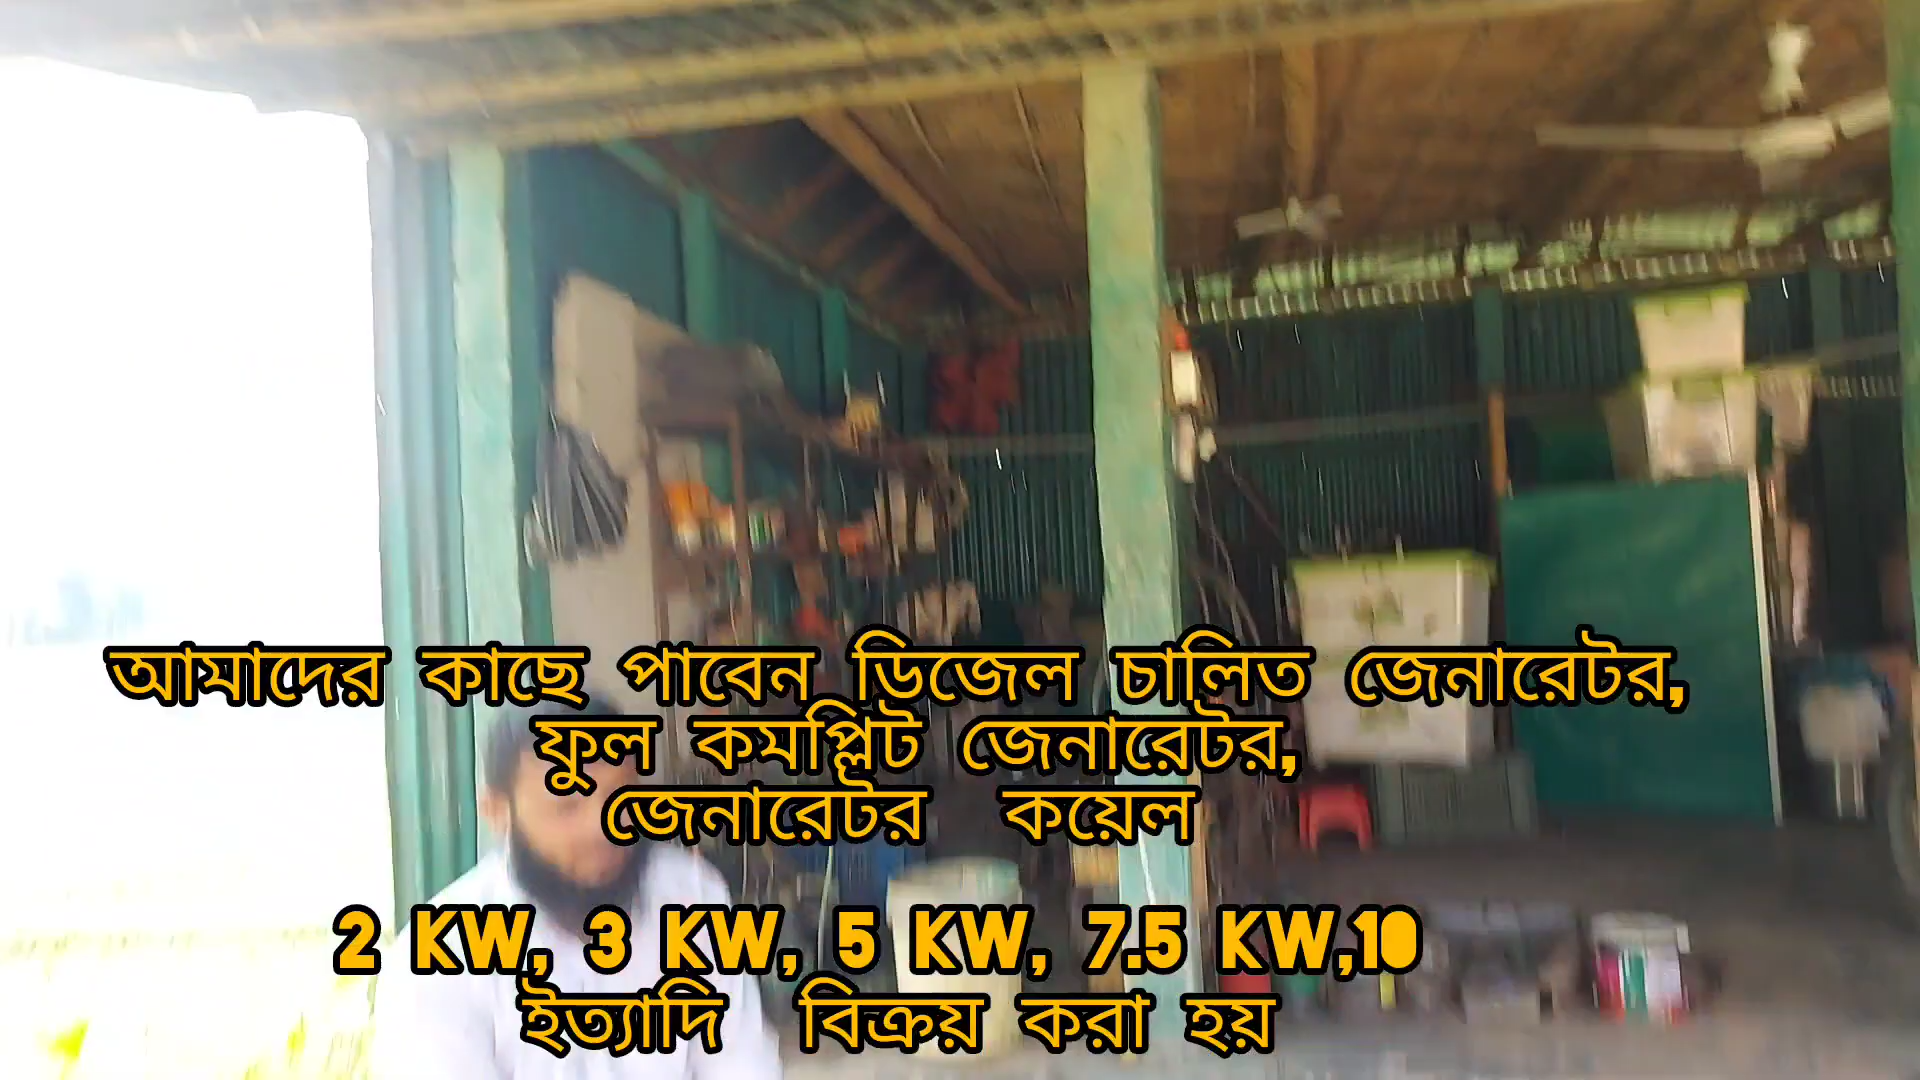 আমাদের কাছে পাবেন ডিজেল চালিত জেনারেটর,
ফুল কমপ্লিট জেনারেটর,
জেনারেটর কয়েল
2 KW, 3 KW, 5 KW, 7.5 KW,10
ইত্যাদি বিক্রয় করা হয়